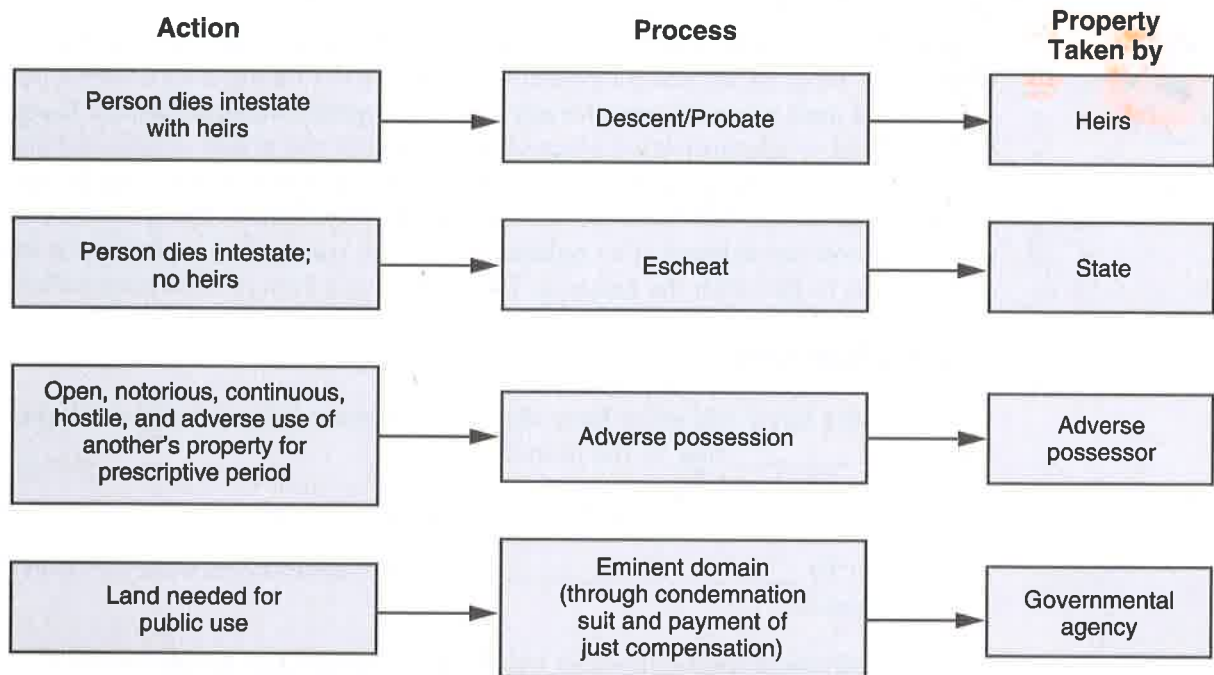 Action
Process
Property
Taken by
Person dies intestate
with heirs
Descent/Probate
Heirs
Person dies intestate;
no heirs
Escheat
State
Open, notorious, continuous,
hostile, and adverse use of
another's property for
prescriptive period
Adverse possession
Adverse
possessor
Land needed for
public use
Eminent domain
(through condemnation
suit and payment of
just compensation)
Governmental
agency